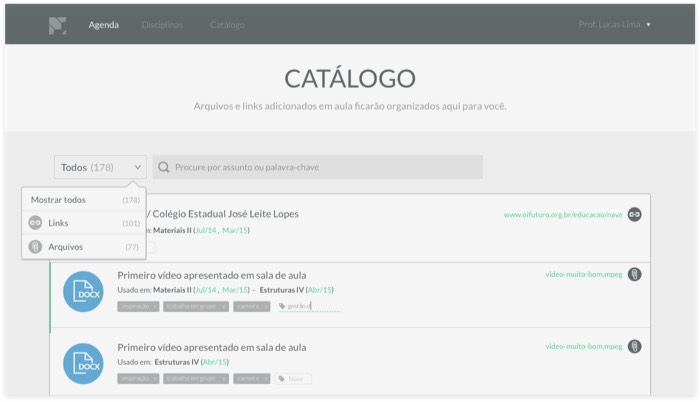 Agenda
Disciplinas
Catálogo
Prof. Lucas Lima
CATÁLOGO
Arquivos e links adicionados em aula ficarão organizados aqui para você.
Todos (178)
Procure por assunto ou palavra-chave
Mostrar todos (178)
Links (101)
Arquivos (77)
/ Colégio Estadual José Leite Lopes
www.oifuturo.org.br/educacao/nave
m: Materiais II (Jul/14, Mar/15)
Primeiro vídeo apresentado em sala de aula
video-muito-bom.mpeg
DOCX
Usado em: Materiais II (Jul/14, Mar/15) - Estruturas IV (Abr/15)
inspiração x trabalho em grupo x carreira x gestão d
Primeiro vídeo apresentado em sala de aula
video-muito-bom.mpeg
DOCX
Usado em: Estruturas IV (Abr/15)
inspiração x trabalho em grupo x carreira x Nova